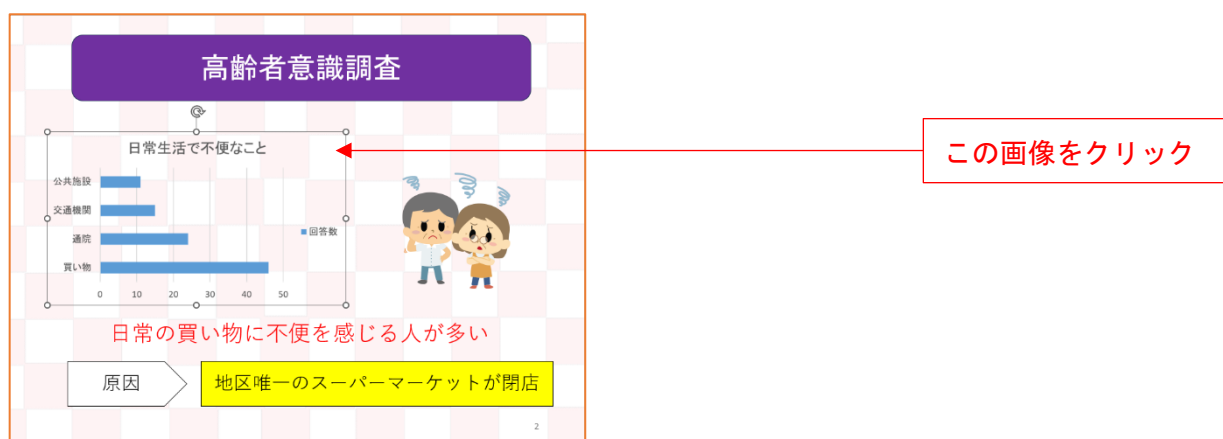 高齢者意識調査
この画像をクリック
日常生活で不便なこと
公共施設
交通機関
通院
買い物
回答数
0 10 20 30 40 50
日常の買い物に不便を感じる人が多い
原因
地区唯一のスーパーマーケットが閉店
2